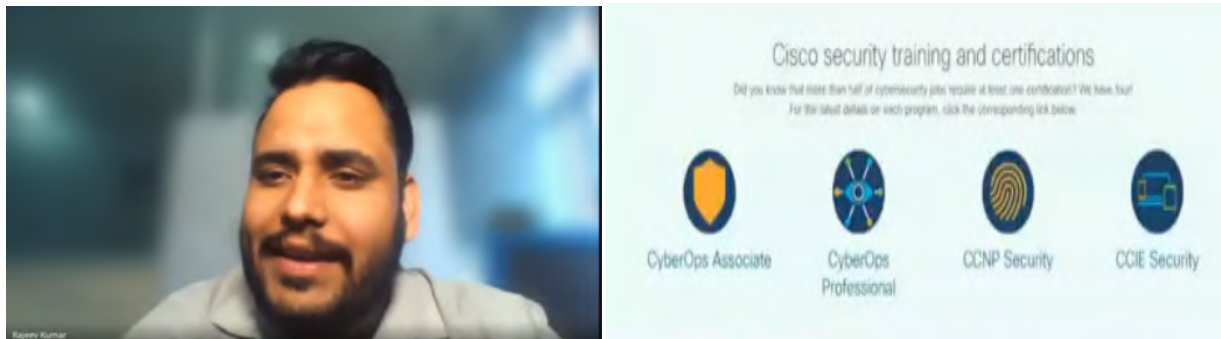 Rajeev Kumar
Cisco security training and certifications
Did you know that more than half of cybersecurity jobs require at least one certification? We have four!
For the latest details on each program, click the corresponding link below.
CyberOps Associate
CyberOps
Professional
CCNP Security
CCIE Security